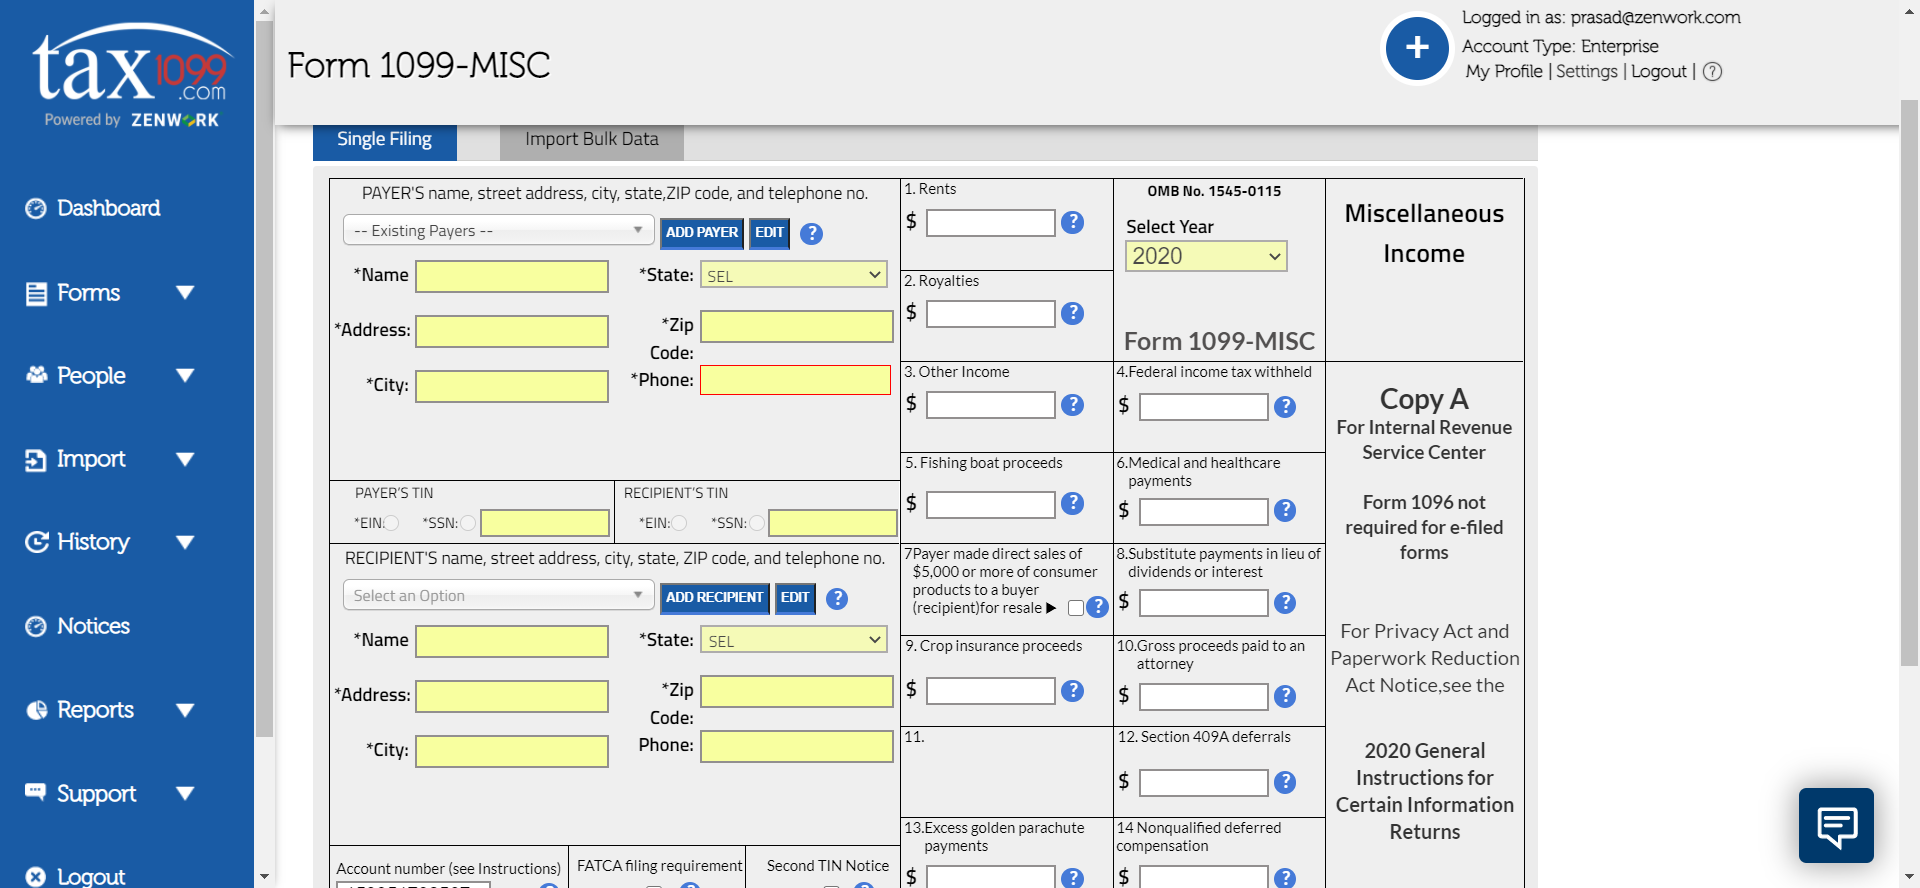 tax1099
.com
Powered by ZENWORK
Dashboard
Forms
People
Import
History
Notices
Reports
Support
Logout
Form 1099-MISC
+
Logged in as: prasad@zenwork.com
Account Type: Enterprise
My Profile | Settings | Logout | ?
Single Filing
Import Bulk Data
PAYER'S name, street address, city, state,ZIP code, and telephone no.
-- Existing Payers --
ADD PAYER
EDIT
?
*Name
*State: SEL
*Address:
*Zip
Code:
*City:
*Phone:
PAYER'S TIN
*EIN: *SSN:
RECIPIENT'S TIN
*EIN: *SSN:
RECIPIENT'S name, street address, city, state, ZIP code, and telephone no.
Select an Option
ADD RECIPIENT
EDIT
?
*Name
*State: SEL
*Address:
*Zip
Code:
*City:
Phone:
Account number (see Instructions)
FATCA filing requirement
Second TIN Notice
1. Rents
$ ?
2. Royalties
$ ?
OMB No. 1545-0115
Select Year
2020
Form 1099-MISC
3. Other Income
$ ?
4.Federal income tax withheld
$ ?
5. Fishing boat proceeds
$ ?
6.Medical and healthcare
payments
$ ?
7Payer made direct sales of
$5,000 or more of consumer
products to a buyer
(recipient)for resale ▶ ?
8.Substitute payments in lieu of
dividends or interest
$ ?
9. Crop insurance proceeds
$ ?
10.Gross proceeds paid to an
attorney
$ ?
11.
12. Section 409A deferrals
$ ?
13.Excess golden parachute
payments
$ ?
14 Nonqualified deferred
compensation
$ ?
Miscellaneous
Income
Copy A
For Internal Revenue
Service Center
Form 1096 not
required for e-filed
forms
For Privacy Act and
Paperwork Reduction
Act Notice,see the
2020 General
Instructions for
Certain Information
Returns